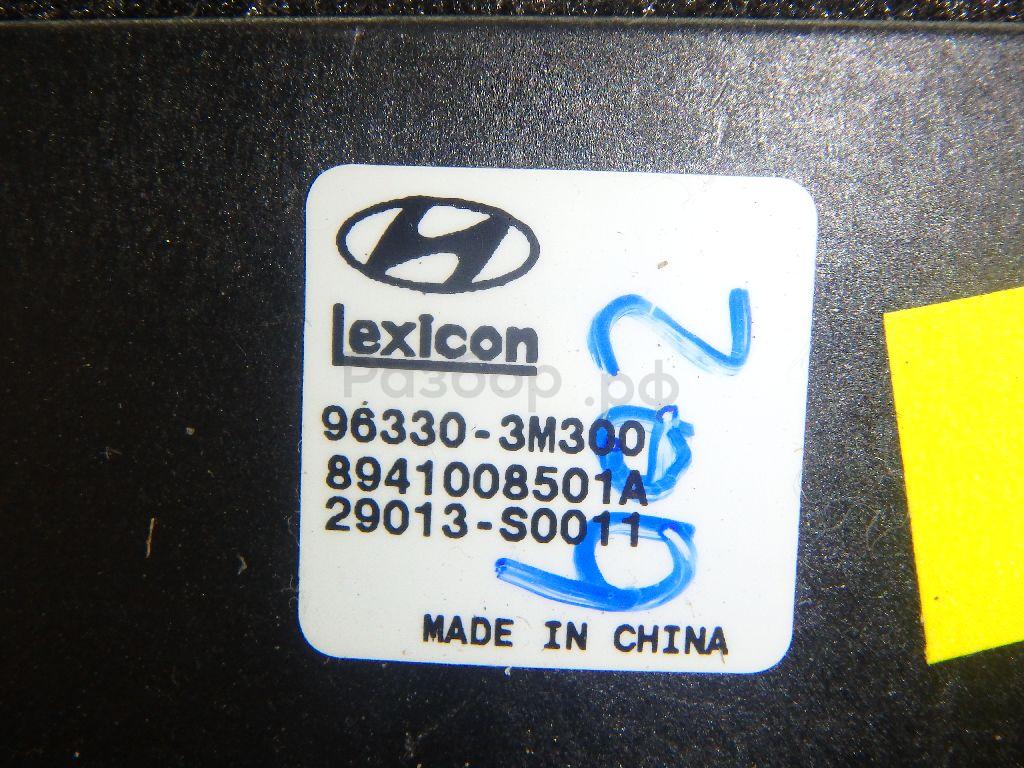 Lexicon
Разбор.рф
96330-3M300
8941008501A
29013-S0011
MADE IN CHINA